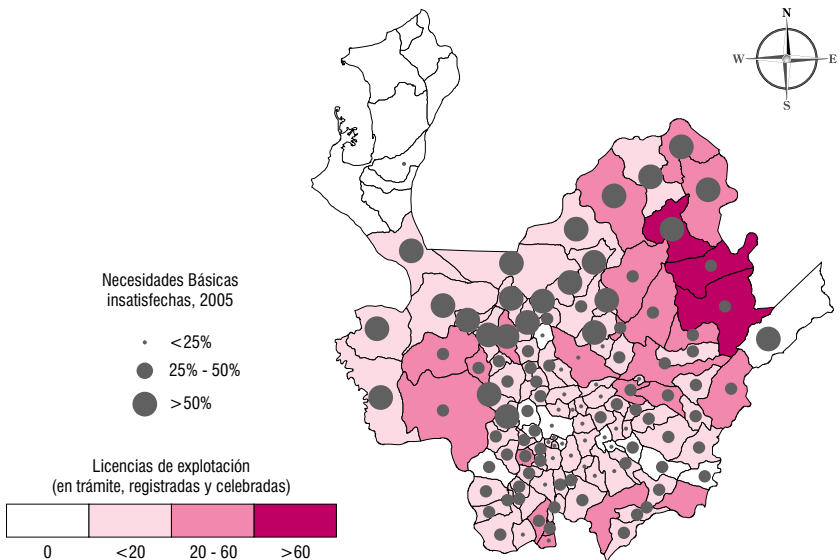 N
W E
S
Necesidades Básicas
insatisfechas, 2005
<25%
25% - 50%
>50%
Licencias de explotación
(en trámite, registradas y celebradas)
0 <20 20 - 60 >60